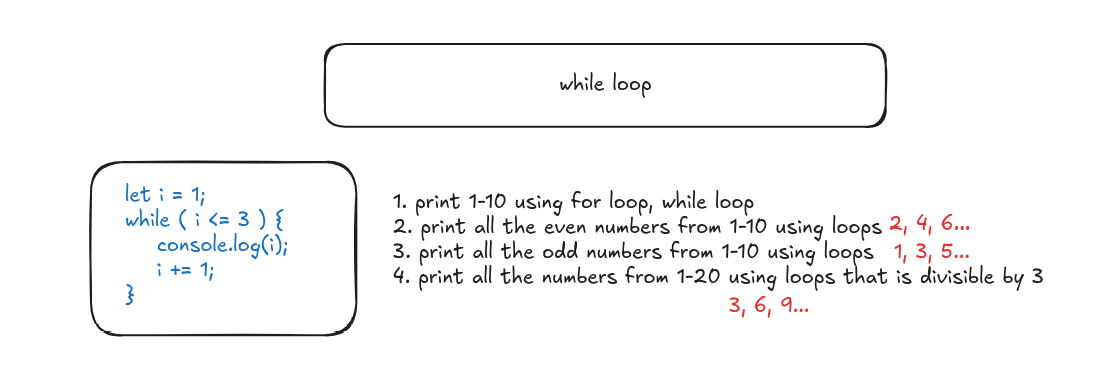 while loop
let i = 1;
while ( i <= 3 ) {
console.log(i);
i += 1;
}
1. print 1-10 using for loop, while loop
2. print all the even numbers from 1-10 using loops 2, 4, 6...
3. print all the odd numbers from 1-10 using loops 1, 3, 5...
4. print all the numbers from 1-20 using loops that is divisible by 3
3, 6, 9...